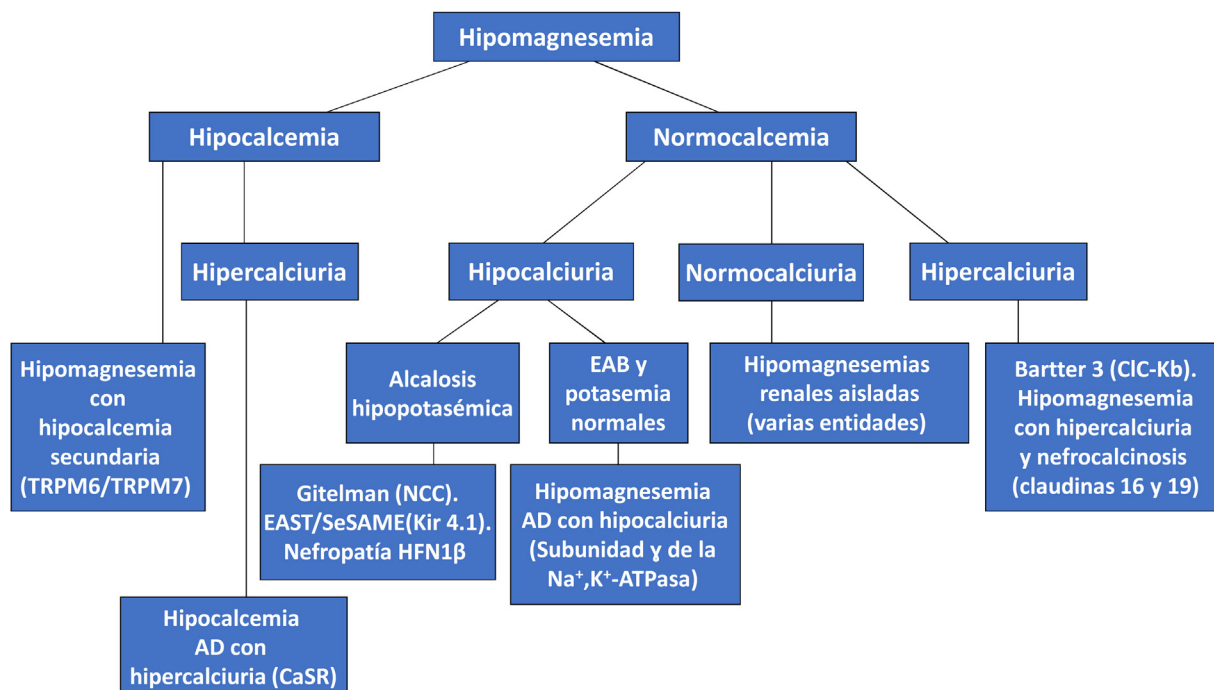 Hipomagnesemia
Hipocalcemia
Normocalcemia
Hipercalciuria
Hipocalciuria
Normocalciuria
Hipercalciuria
Hipomagnesemia
con
hipocalcemia
secundaria
(TRPM6/TRPM7)
Alcalosis
hipopotasémica
EAB y
potasemia
normales
Hipomagnesemias
renales aisladas
(varias entidades)
Bartter 3 (ClC-Kb).
Hipomagnesemia
con hipercalciuria
y nefrocalcinosis
(claudinas 16 y 19)
Gitelman (NCC).
EAST/SeSAME(Kir 4.1).
Nefropatía HFN1β
Hipomagnesemia
AD con hipocalciuria
(Subunidad ɣ de la
Na⁺,K⁺-ATPasa)
Hipocalcemia
AD con
hipercalciuria (CaSR)